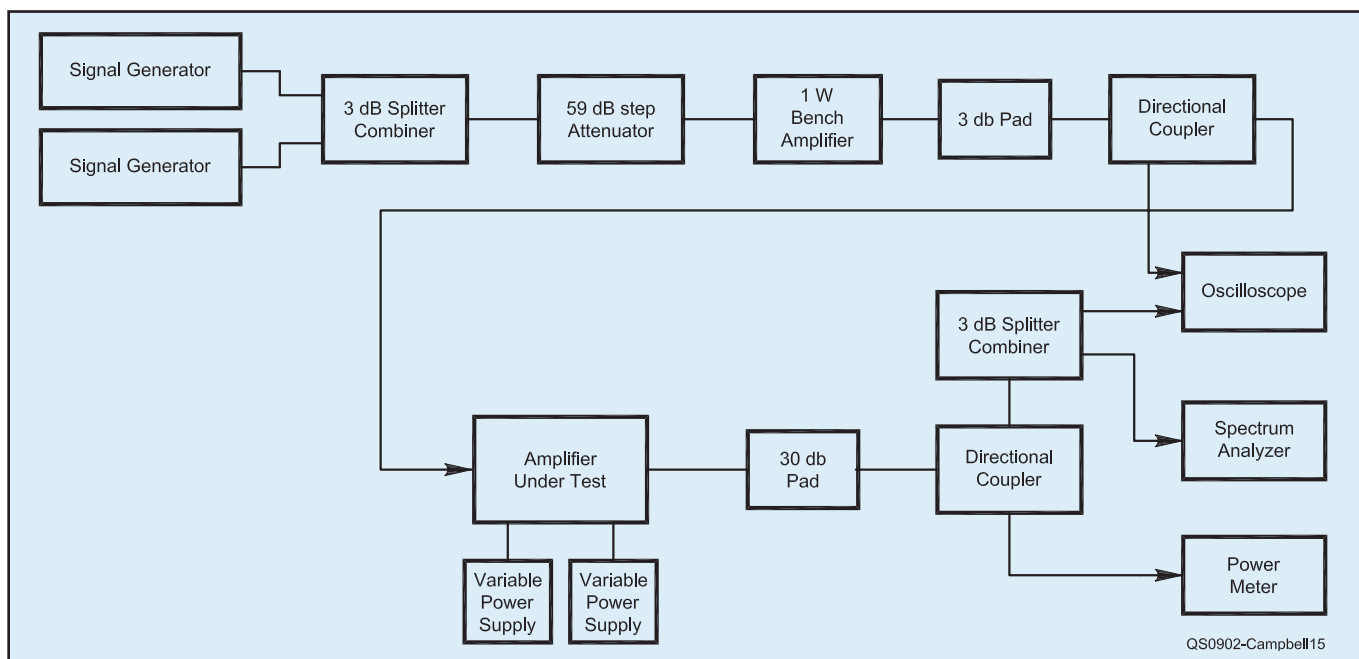 Signal Generator
Signal Generator
3 dB Splitter
Combiner
59 dB step
Attenuator
1 W
Bench
Amplifier
3 db Pad
Directional
Coupler
Oscilloscope
3 dB Splitter
Combiner
Amplifier
Under Test
30 db
Pad
Directional
Coupler
Spectrum
Analyzer
Variable
Power
Supply
Variable
Power
Supply
Power
Meter
QS0902-Campbell15